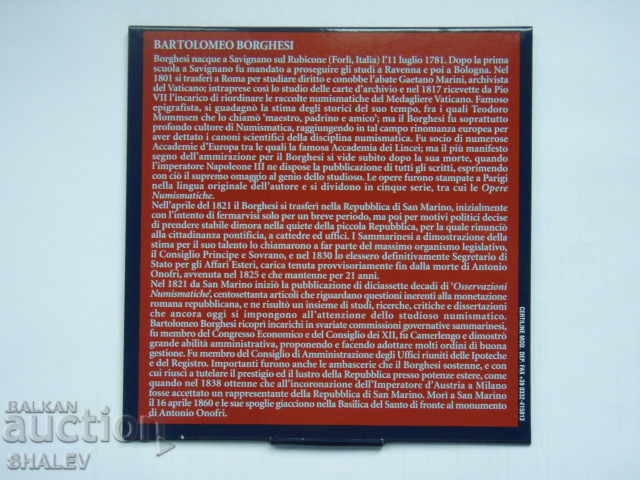 BARTOLOMEO BORGHESI
Borghesi nacque a Savignano sul Rubicone (Forlì, Italia) l'11 luglio 1781. Dopo la prima
scuola a Savignano fu mandato a proseguire gli studi a Ravenna e poi a Bologna. Nel
1801 si trasferì a Roma per studiare diritto e conobbe l'abate Gaetano Marini, archivista
del Vaticano; intraprese così lo studio delle carte d'archivio e nel 1817 ricevette da Pio
VII l'incarico di riordinare le raccolte numismatiche del Medagliere Vaticano. Famoso
epigrafista, si guadagnò la stima degli storici del suo tempo, fra i quali Teodoro
Mommsen che lo chiamò 'maestro, padrino e amico'; ma il Borghesi fu soprattutto
profondo cultore di Numismatica, raggiungendo in tal campo rinomanza europea per
aver dettato i canoni scientifici della disciplina numismatica. Fu socio di numerose
Accademie d'Europa tra le quali la famosa Accademia dei Lincei; ma il più manifesto
segno dell'ammirazione per il Borghesi si vide subito dopo la sua morte, quando
l'imperatore Napoleone III ne dispose la pubblicazione di tutti gli scritti, esprimendo
con ciò il supremo omaggio al genio dello studioso. Le opere furono stampate a Parigi
nella lingua originale dell'autore e si dividono in cinque serie, tra cui le Opere
Numismatiche.
Nell'aprile del 1821 il Borghesi si trasferì nella Repubblica di San Marino, inizialmente
con l'intento di fermarvisi solo per un breve periodo, ma poi per motivi politici decise
di prendere stabile dimora nella quiete della piccola Repubblica, per la quale rinunciò
alla cittadinanza pontificia, a cattedre ed uffici. I Sammarinesi a dimostrazione della
stima per il suo talento lo chiamarono a far parte del massimo organismo legislativo,
il Consiglio Principe e Sovrano, e nel 1830 lo elessero definitivamente Segretario di
Stato per gli Affari Esteri, carica tenuta provvisoriamente fin dalla morte di Antonio
Onofri, avvenuta nel 1825 e che mantenne per 21 anni.
Nel 1821 da San Marino iniziò la pubblicazione di diciassette decadi di 'Osservazioni
Numismatiche', centosettanta articoli che riguardano questioni inerenti alla monetazione
romana repubblicana, e ne risultò un insieme di studi, ricerche, critiche e dissertazioni
che ancora oggi si impongono all'attenzione dello studioso numismatico.
Bartolomeo Borghesi ricoprì incarichi in svariate commissioni governative sammarinesi,
fu membro del Congresso Economico e del Consiglio dei XII, fu Camerlengo e dimostrò
grande abilità amministrativa, proponendo e facendo adottare molti ordini di buona
gestione. Fu membro del Consiglio di Amministrazione degli Uffici riuniti delle Ipoteche
e del Registro. Importanti furono anche le ambascerie che il Borghesi sostenne, e con
cui riuscì a tutelare il prestigio ed il lustro della Repubblica presso potenze estere, come
quando nel 1838 ottenne che all'incoronazione dell'Imperatore d'Austria a Milano
fosse accettato un rappresentante della Repubblica di San Marino. Morì a San Marino
il 16 aprile 1860 e le sue spoglie giacciono nella Basilica del Santo di fronte al monumento
di Antonio Onofri.
BALKAN
auction
SHALEV